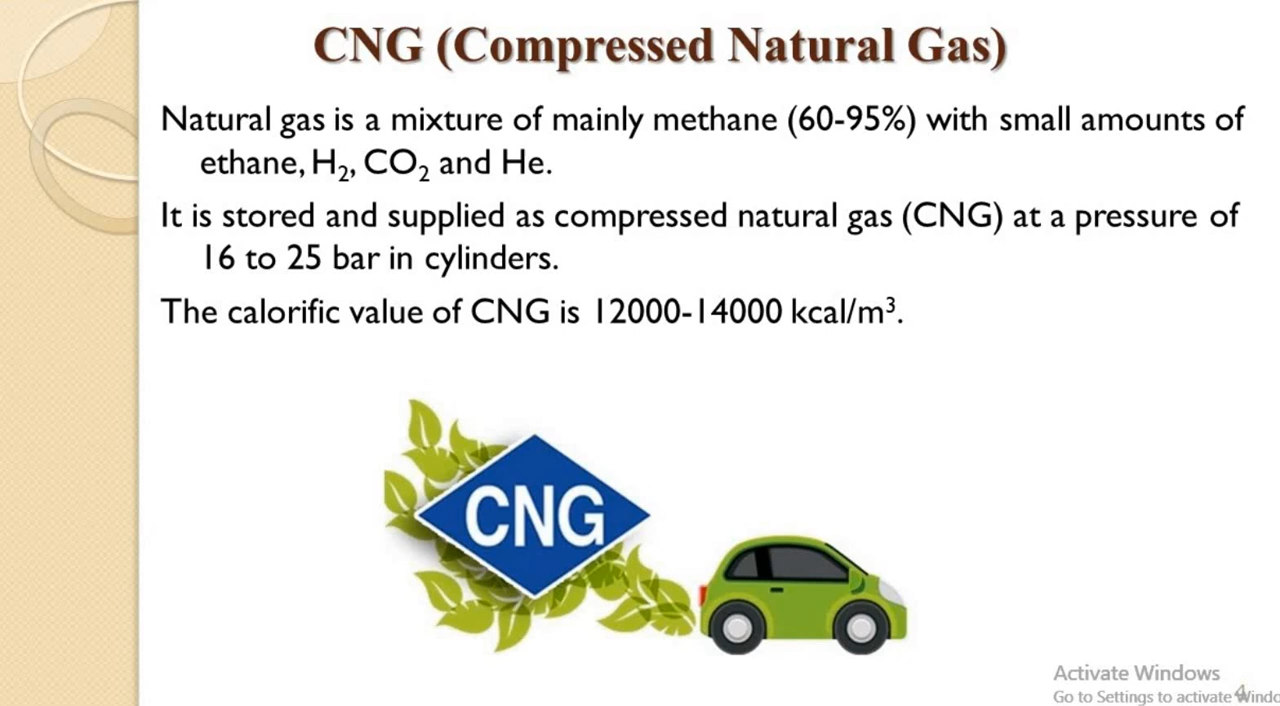 CNG (Compressed Natural Gas)
Natural gas is a mixture of mainly methane (60-95%) with small amounts of
ethane, H₂, CO₂ and He.
It is stored and supplied as compressed natural gas (CNG) at a pressure of
16 to 25 bar in cylinders.
The calorific value of CNG is 12000-14000 kcal/m³.
CNG
Activate Windows
Go to Settings to activate Windo
4